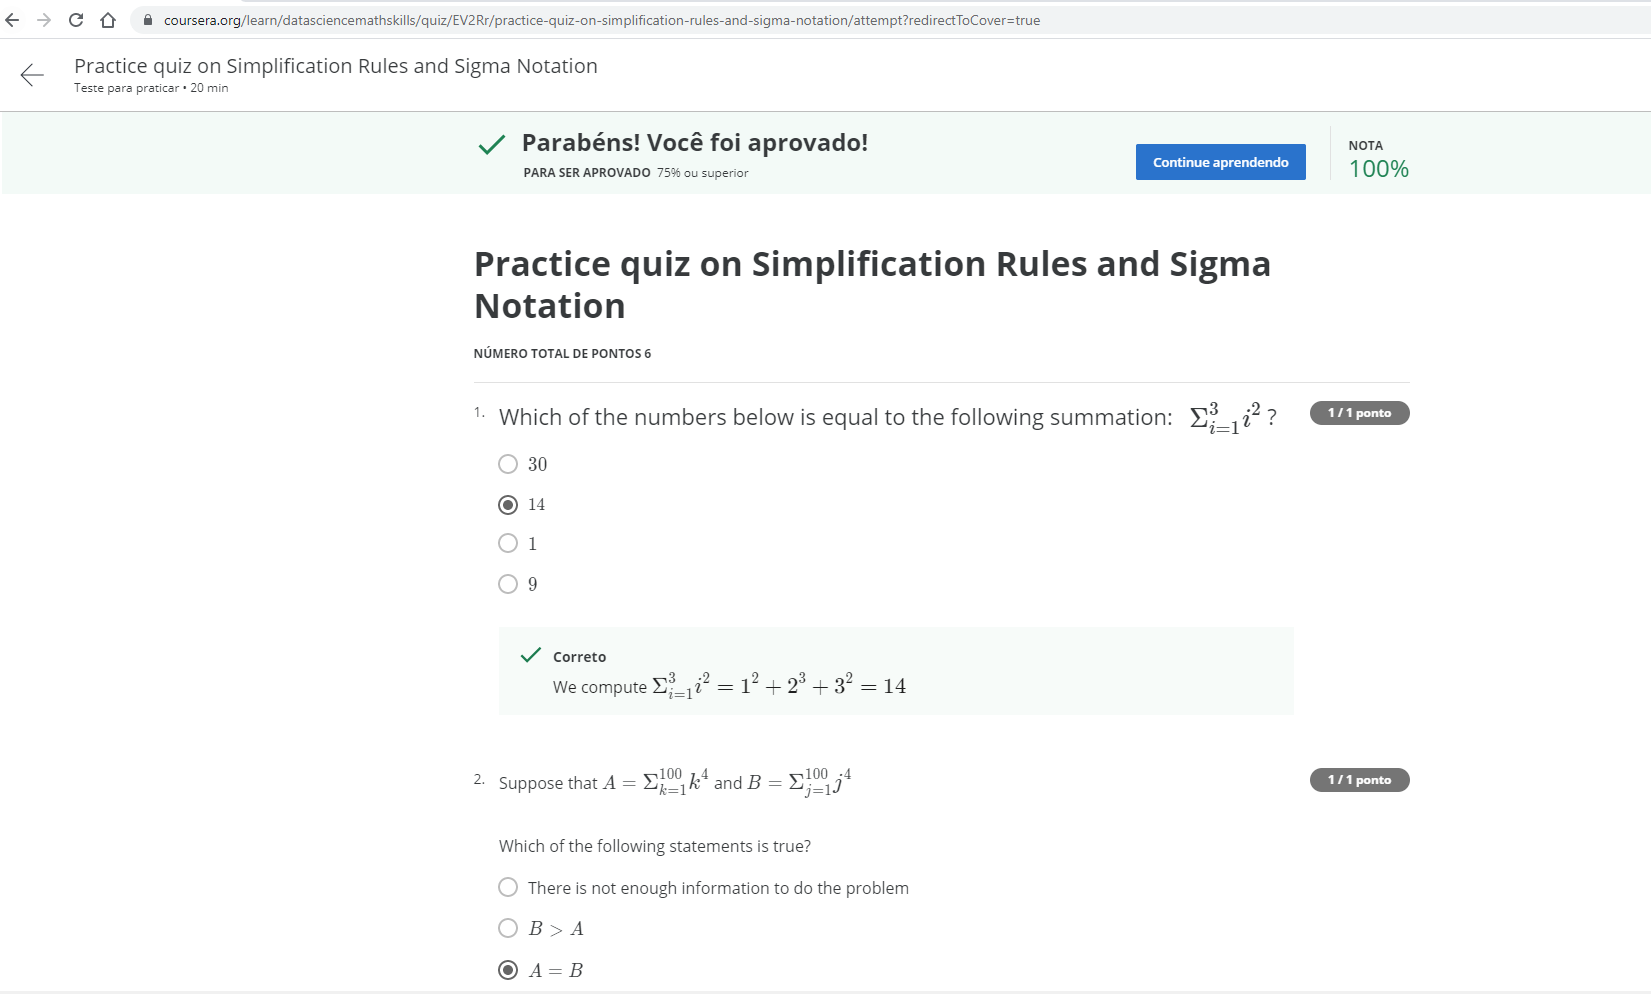 coursera.org/learn/datasciencemathskills/quiz/EV2Rr/practice-quiz-on-simplification-rules-and-sigma-notation/attempt?redirectToCover=true
Practice quiz on Simplification Rules and Sigma Notation
Teste para praticar • 20 min
Parabéns! Você foi aprovado!
PARA SER APROVADO 75% ou superior
Continue aprendendo
NOTA
100%
Practice quiz on Simplification Rules and Sigma
Notation
NÚMERO TOTAL DE PONTOS 6
1. Which of the numbers below is equal to the following summation: $\Sigma_{i=1}^{3} i^2$ ?
1 / 1 ponto
30
14
1
9
Correto
We compute $\Sigma_{i=1}^{3} i^2 = 1^2 + 2^3 + 3^2 = 14$
2. Suppose that $A = \Sigma_{k=1}^{100} k^4$ and $B = \Sigma_{j=1}^{100} j^4$
1 / 1 ponto
Which of the following statements is true?
There is not enough information to do the problem
$B > A$
$A = B$